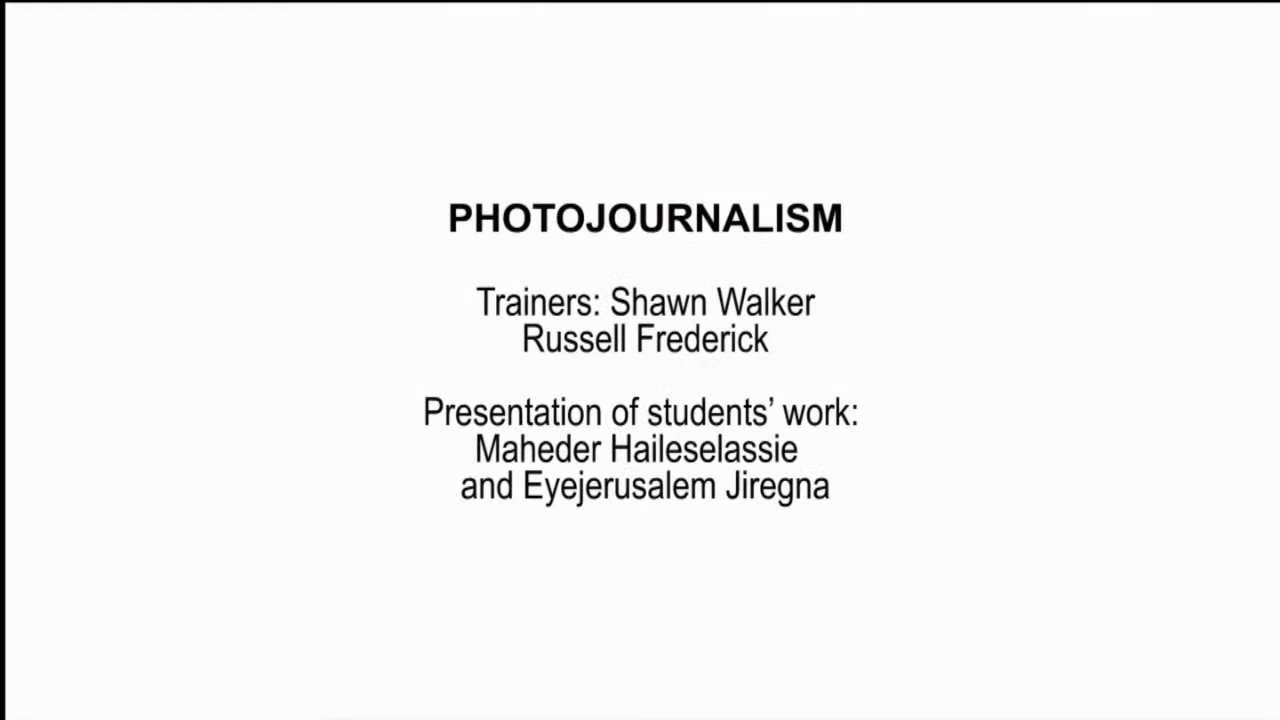 PHOTOJOURNALISM
Trainers: Shawn Walker
Russell Frederick
Presentation of students’ work:
Maheder Haileselassie
and Eyejerusalem Jiregna